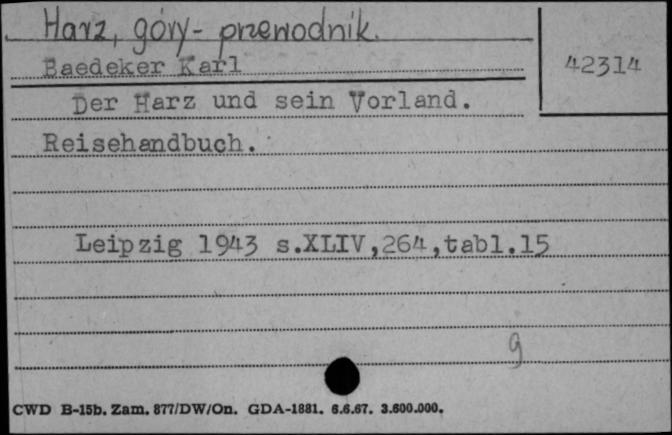 Harz, góry - przewodnik.
Baedeker Karl
42314
Der Harz und sein Vorland.
Reisehandbuch.
Leipzig 1943 s.XLIV,264,tabl.15
g
CWD B-15b. Zam. 877/DW/On. GDA-1881. 6.6.67. 3.600.000.